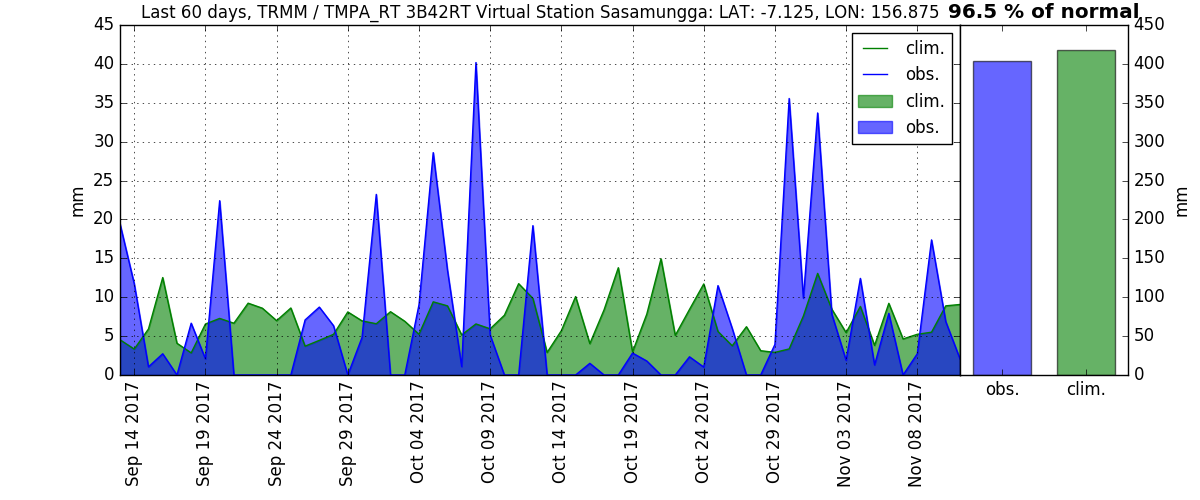 Last 60 days, TRMM / TMPA_RT 3B42RT Virtual Station Sasamungga: LAT: -7.125, LON: 156.875 96.5 % of normal
45
40
35
30
25
20
15
10
5
0
mm
clim.
obs.
clim.
obs.
450
400
350
300
250
200
150
100
50
0
mm
obs. clim.
Sep 14 2017
Sep 19 2017
Sep 24 2017
Sep 29 2017
Oct 04 2017
Oct 09 2017
Oct 14 2017
Oct 19 2017
Oct 24 2017
Oct 29 2017
Nov 03 2017
Nov 08 2017